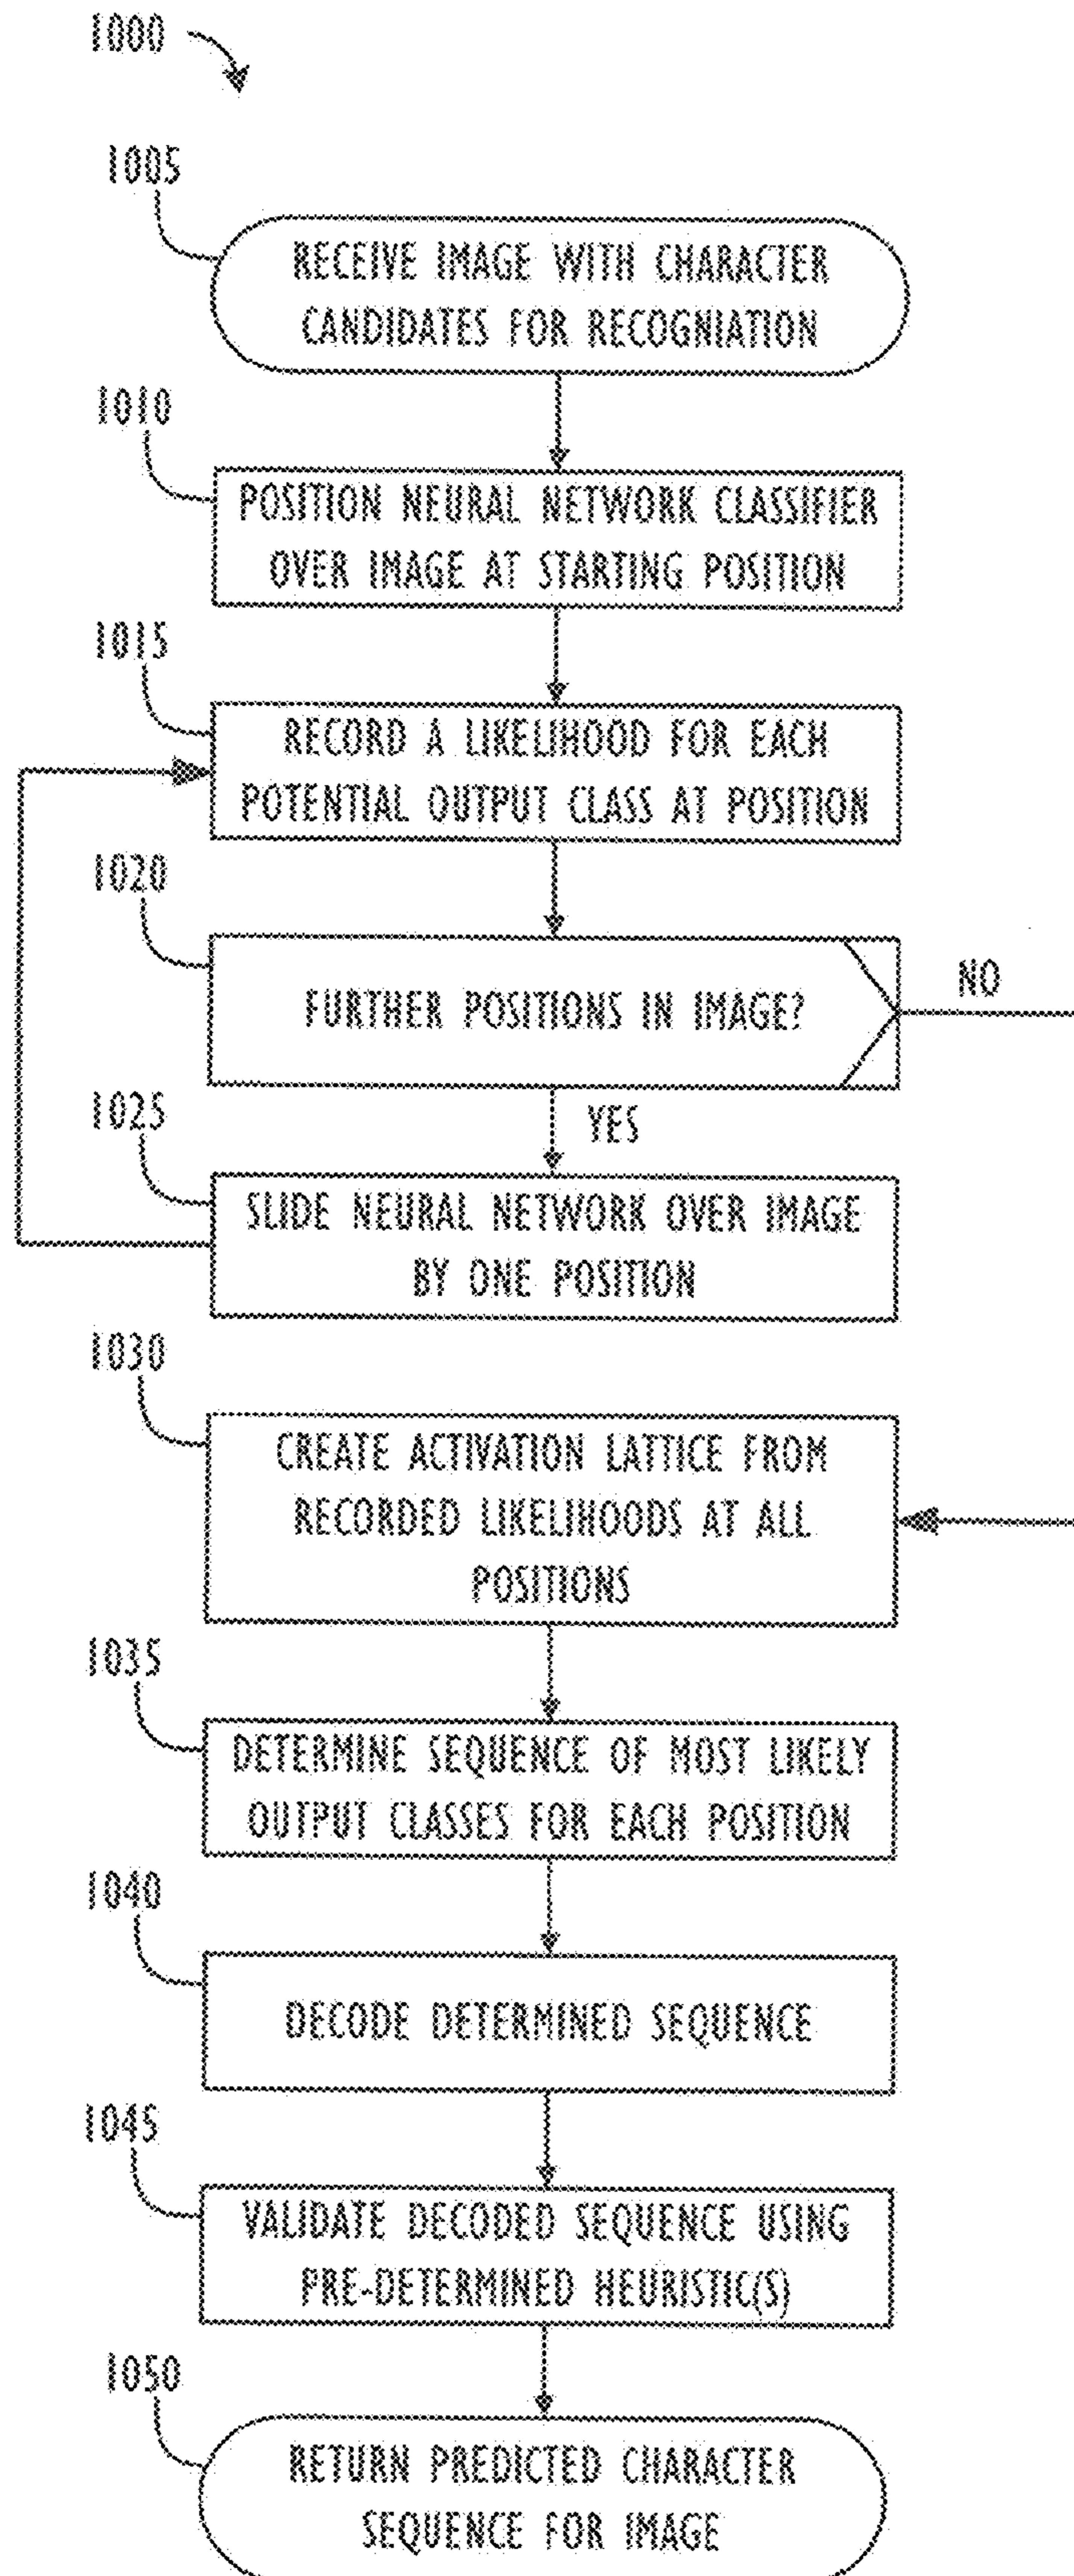 1000
1005
RECEIVE IMAGE WITH CHARACTER
CANDIDATES FOR RECOGNIATION
1010
POSITION NEURAL NETWORK CLASSIFIER
OVER IMAGE AT STARTING POSITION
1015
RECORD A LIKELIHOOD FOR EACH
POTENTIAL OUTPUT CLASS AT POSITION
1020
FURTHER POSITIONS IN IMAGE?
NO
YES
1025
SLIDE NEURAL NETWORK OVER IMAGE
BY ONE POSITION
1030
CREATE ACTIVATION LATTICE FROM
RECORDED LIKELIHOODS AT ALL
POSITIONS
1035
DETERMINE SEQUENCE OF MOST LIKELY
OUTPUT CLASSES FOR EACH POSITION
1040
DECODE DETERMINED SEQUENCE
1045
VALIDATE DECODED SEQUENCE USING
PRE-DETERMINED HEURISTIC(S)
1050
RETURN PREDICTED CHARACTER
SEQUENCE FOR IMAGE